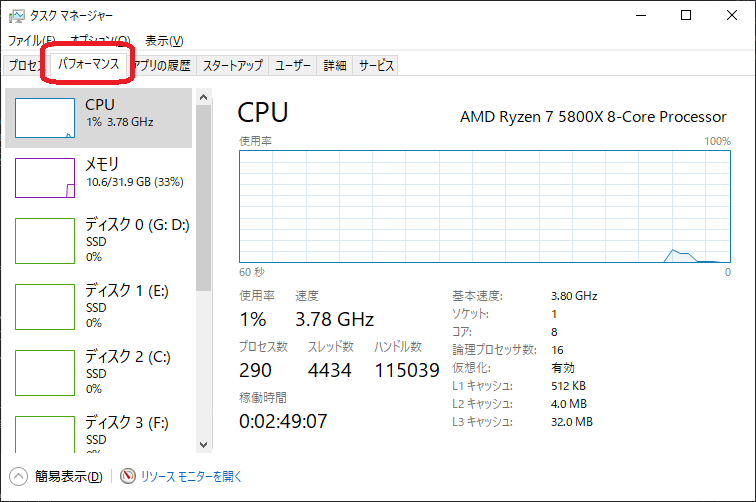 タスク マネージャー
ファイル(F) オプション(O) 表示(V)
プロセス パフォーマンス アプリの履歴 スタートアップ ユーザー 詳細 サービス
CPU
1% 3.78 GHz
メモリ
10.6/31.9 GB (33%)
ディスク 0 (G: D:)
SSD
0%
ディスク 1 (E:)
SSD
0%
ディスク 2 (C:)
SSD
0%
ディスク 3 (F:)
SSD
CPU AMD Ryzen 7 5800X 8-Core Processor
使用率 100%
60 秒 0
使用率 速度
1% 3.78 GHz
プロセス数 スレッド数 ハンドル数
290 4434 115039
稼働時間
0:02:49:07
基本速度: 3.80 GHz
ソケット: 1
コア: 8
論理プロセッサ数: 16
仮想化: 有効
L1 キャッシュ: 512 KB
L2 キャッシュ: 4.0 MB
L3 キャッシュ: 32.0 MB
簡易表示(D) リソース モニターを開く